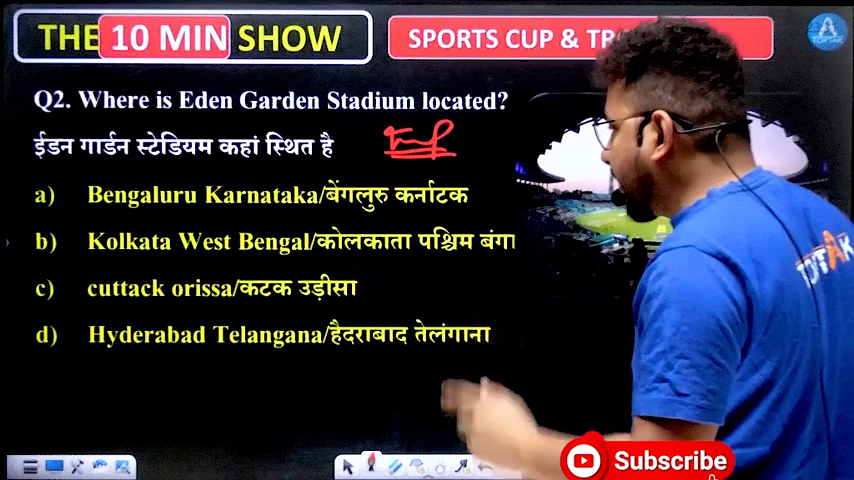 THE 10 MIN SHOW
SPORTS CUP &
Q2. Where is Eden Garden Stadium located?
ईडन गार्डन स्टेडियम कहां स्थित है
a) Bengaluru Karnataka/बेंगलुरु कर्नाटक
b) Kolkata West Bengal/कोलकाता पश्चिम बंगा
c) cuttack orissa/कटक उड़ीसा
d) Hyderabad Telangana/हैदराबाद तेलंगाना
Subscribe